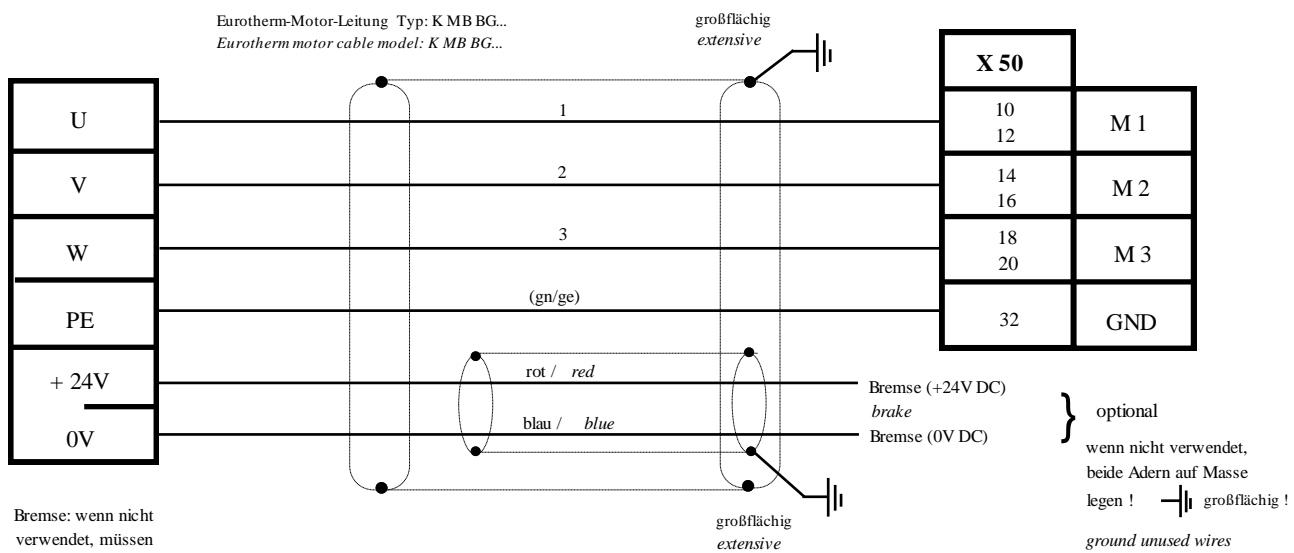 Eurotherm-Motor-Leitung Typ: K MB BG...
Eurotherm motor cable model: K MB BG...
großflächig
extensive
X 50
U
1
10
12
M 1
V
2
14
16
M 2
W
3
18
20
M 3
PE
(gn/ge)
32
GND
+ 24V
rot / red
Bremse (+24V DC)
brake
optional
0V
blau / blue
Bremse (0V DC)
wenn nicht verwendet,
beide Adern auf Masse
legen ! großflächig !
Bremse: wenn nicht
verwendet, müssen
großflächig
extensive
ground unused wires